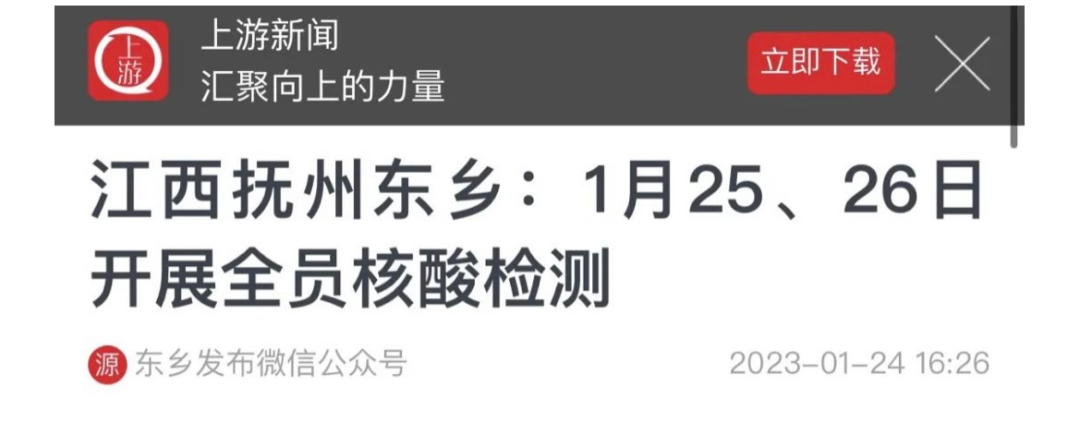 上游
上游新闻
汇聚向上的力量
立即下载
江西抚州东乡：1月25、26日
开展全员核酸检测
源 东乡发布微信公众号
2023-01-24 16:26